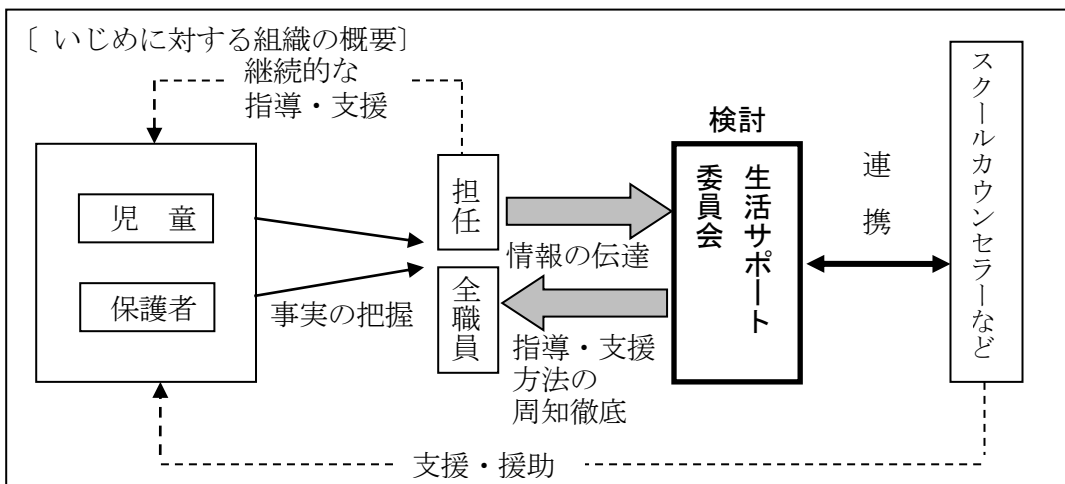 〔 いじめに対する組織の概要〕
継続的な
指導・支援
児 童
保護者
事実の把握
担任
全職員
情報の伝達
指導・支援
方法の
周知徹底
検討
生活サポート
委員会
連携
スクールカウンセラーなど
支援・援助